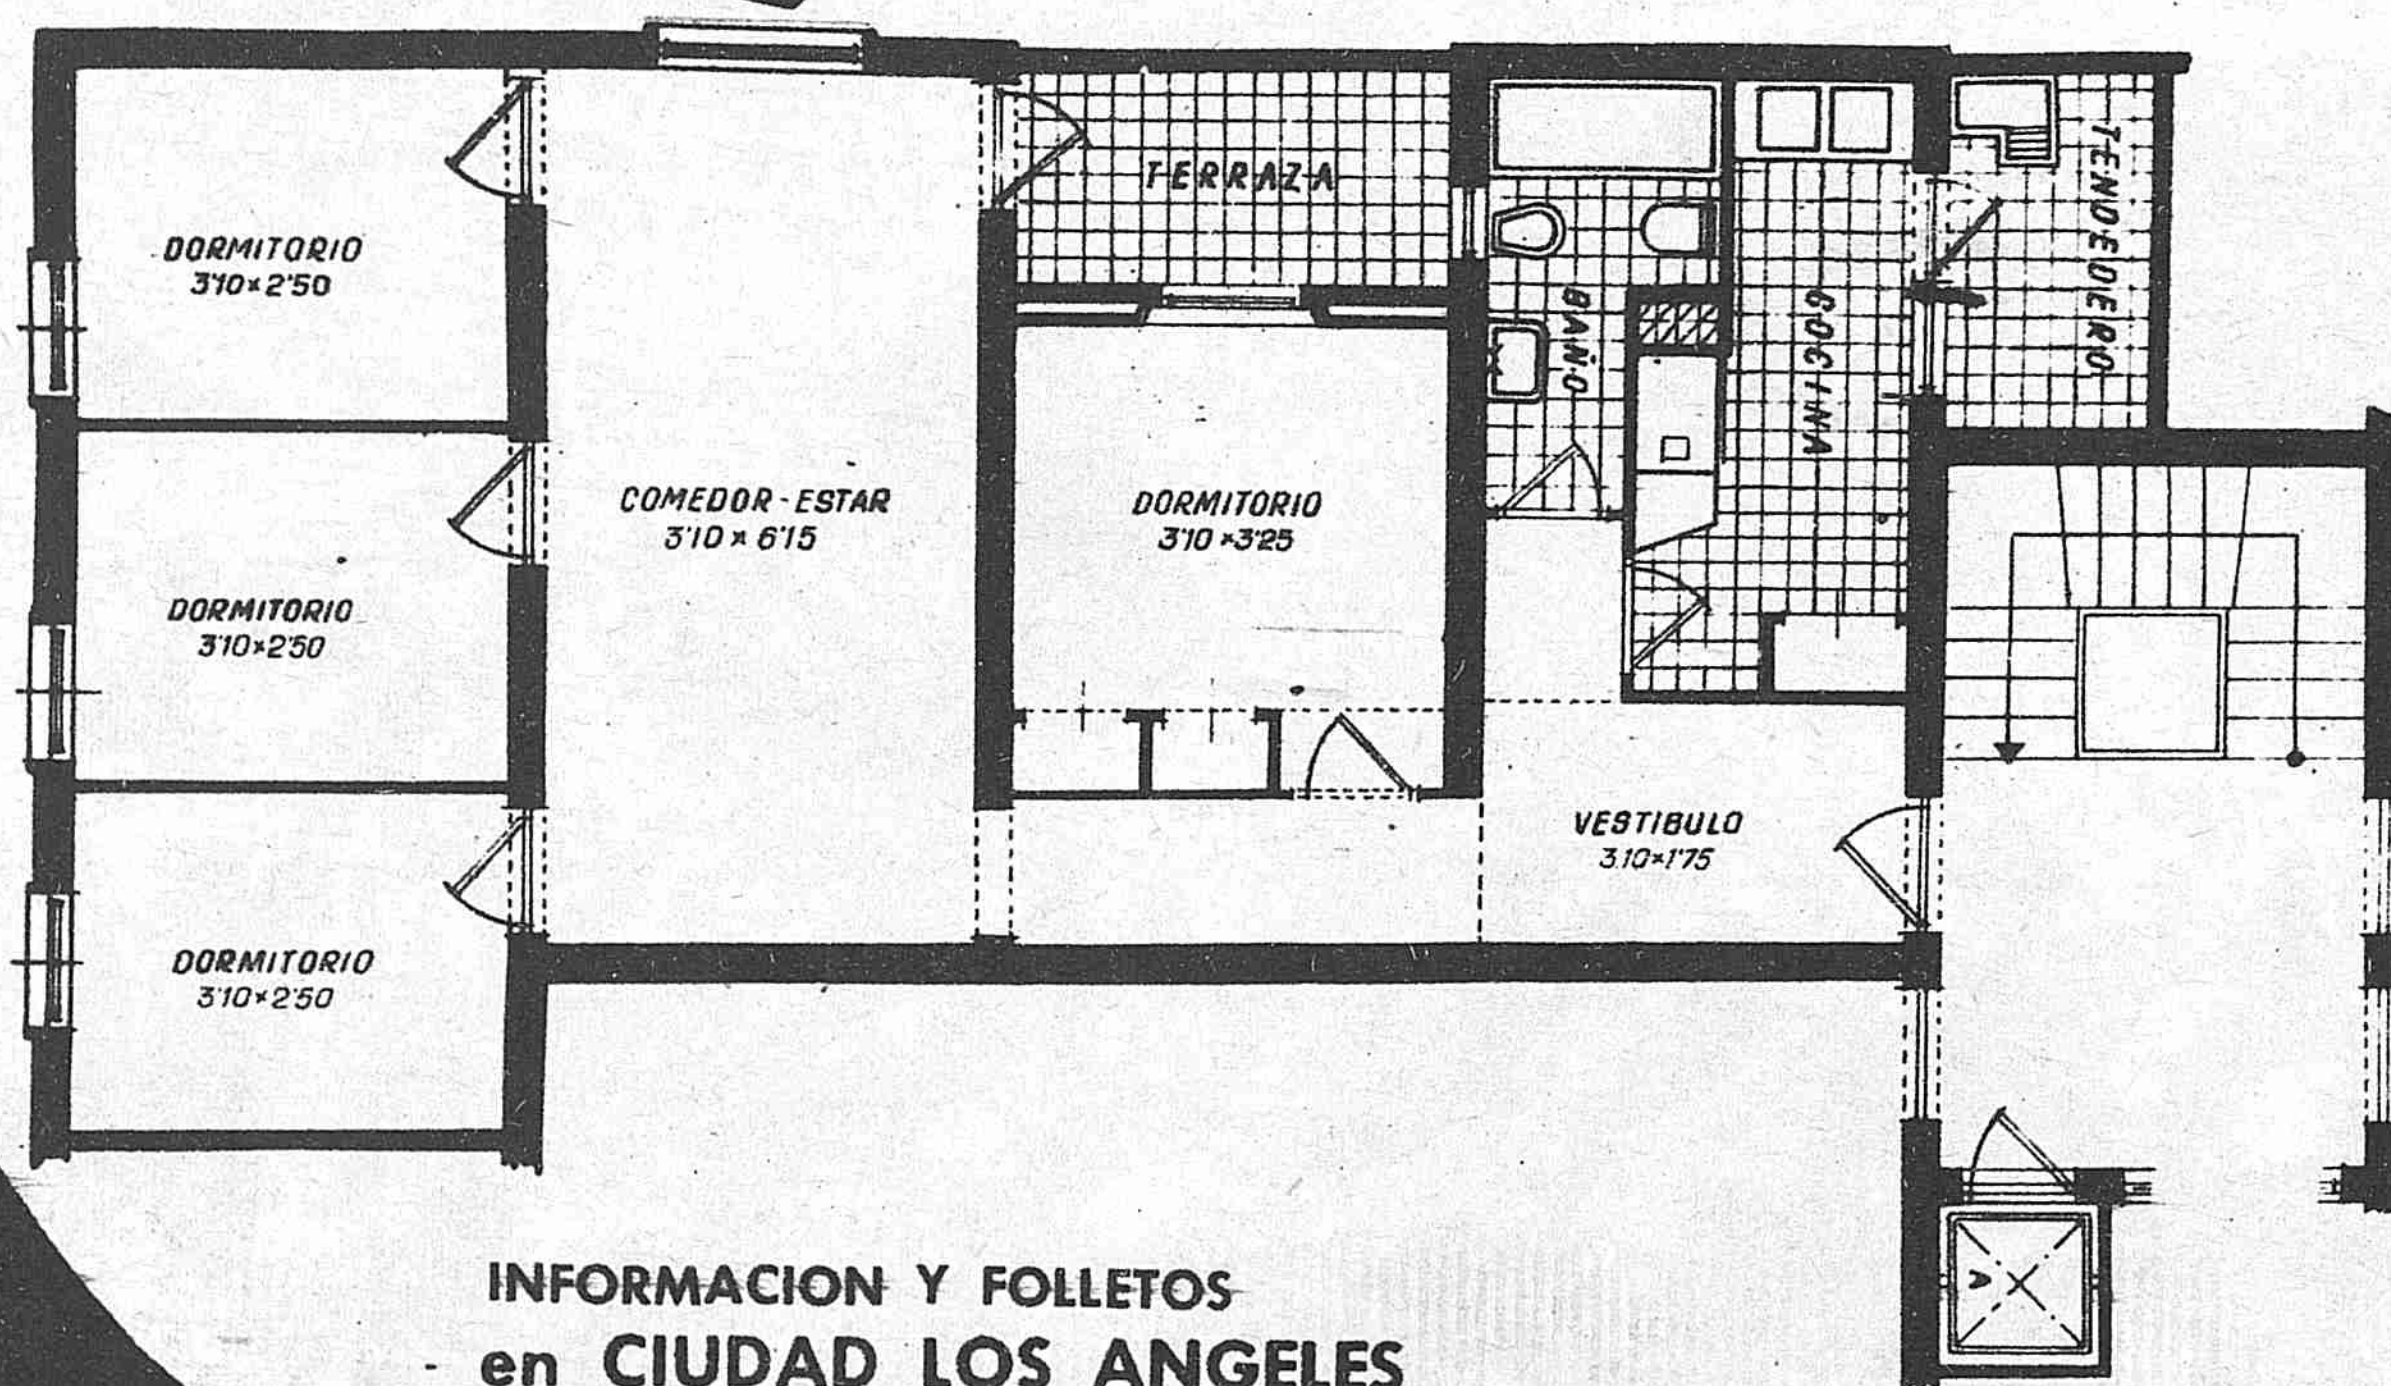 DORMITORIO
3'10×2'50
TERRAZA
TENDEDERO
BAÑO
COCINA
COMEDOR-ESTAR
3'10 × 6'15
DORMITORIO
3'10 ×3'25
DORMITORIO
3'10×2'50
VESTIBULO
3.10×1'75
DORMITORIO
3'10×2'50
A
INFORMACION Y FOLLETOS
en CIUDAD LOS ANGELES